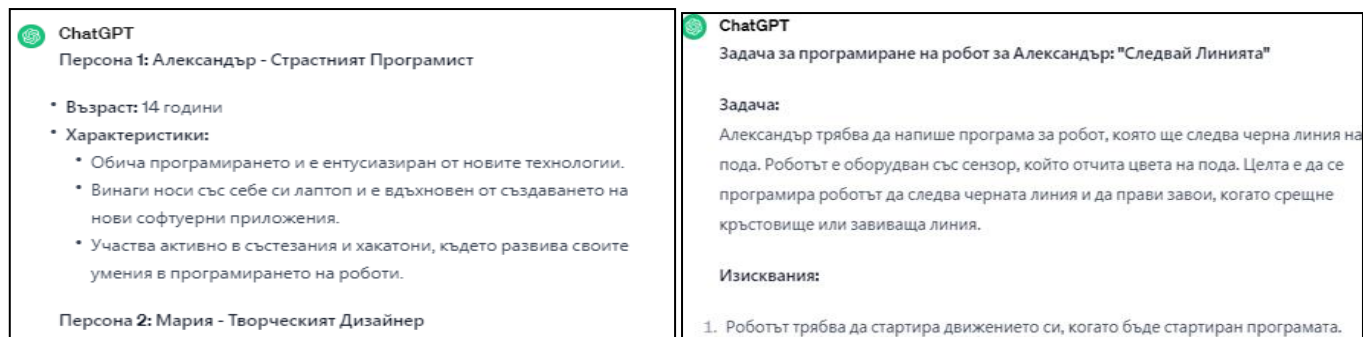 ChatGPT
Персона 1: Александър - Страстният Програмист
• Възраст: 14 години
• Характеристики:
• Обича програмирането и е ентусиазиран от новите технологии.
• Винаги носи със себе си лаптоп и е вдъхновен от създаването на
нови софтуерни приложения.
• Участва активно в състезания и хакатони, където развива своите
умения в програмирането на роботи.
Персона 2: Мария - Творческият Дизайнер
ChatGPT
Задача за програмиране на робот за Александър: "Следвай Линията"
Задача:
Александър трябва да напише програма за робот, която ще следва черна линия на
пода. Роботът е оборудван със сензор, който отчита цвета на пода. Целта е да се
програмира роботът да следва черната линия и да прави завои, когато срещне
кръстовище или завиваща линия.
Изисквания:
1. Роботът трябва да стартира движението си, когато бъде стартиран програмата.